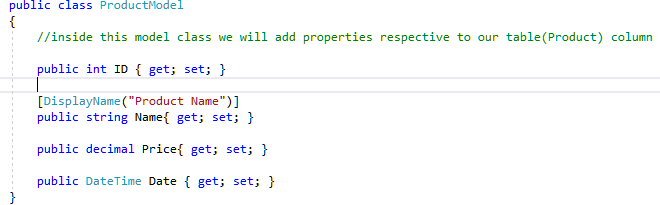 public class ProductModel
{
//inside this model class we will add properties respective to our table(Product) column
public int ID { get; set; }
[DisplayName("Product Name")]
public string Name{ get; set; }
public decimal Price{ get; set; }
public DateTime Date { get; set; }
}